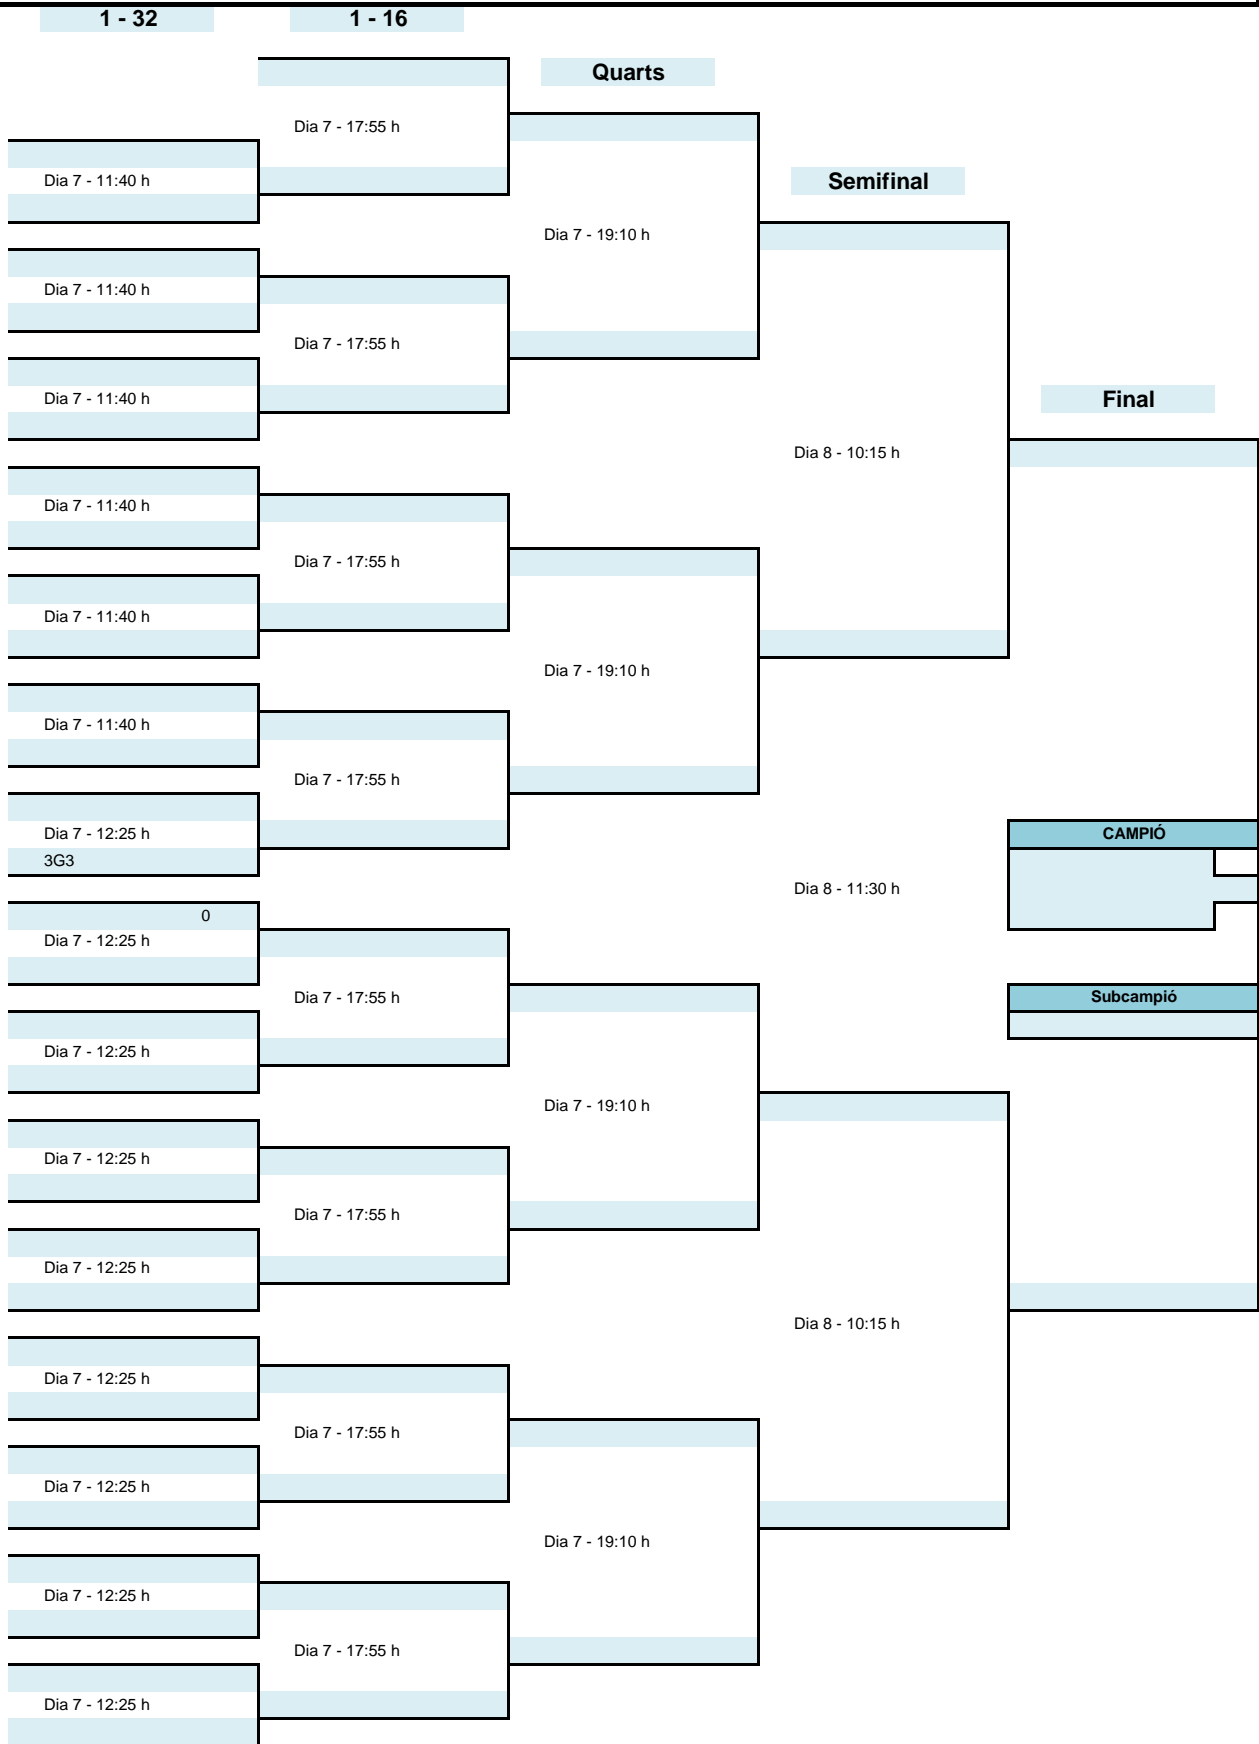 1 - 32
1 - 16
Quarts
Dia 7 - 17:55 h
Dia 7 - 11:40 h
Semifinal
Dia 7 - 19:10 h
Dia 7 - 11:40 h
Dia 7 - 17:55 h
Dia 7 - 11:40 h
Final
Dia 8 - 10:15 h
Dia 7 - 11:40 h
Dia 7 - 17:55 h
Dia 7 - 11:40 h
Dia 7 - 19:10 h
Dia 7 - 11:40 h
Dia 7 - 17:55 h
Dia 7 - 12:25 h
CAMPIÓ
3G3
Dia 8 - 11:30 h
0
Dia 7 - 12:25 h
Dia 7 - 17:55 h
Subcampió
Dia 7 - 12:25 h
Dia 7 - 19:10 h
Dia 7 - 12:25 h
Dia 7 - 17:55 h
Dia 7 - 12:25 h
Dia 8 - 10:15 h
Dia 7 - 12:25 h
Dia 7 - 17:55 h
Dia 7 - 12:25 h
Dia 7 - 19:10 h
Dia 7 - 12:25 h
Dia 7 - 17:55 h
Dia 7 - 12:25 h